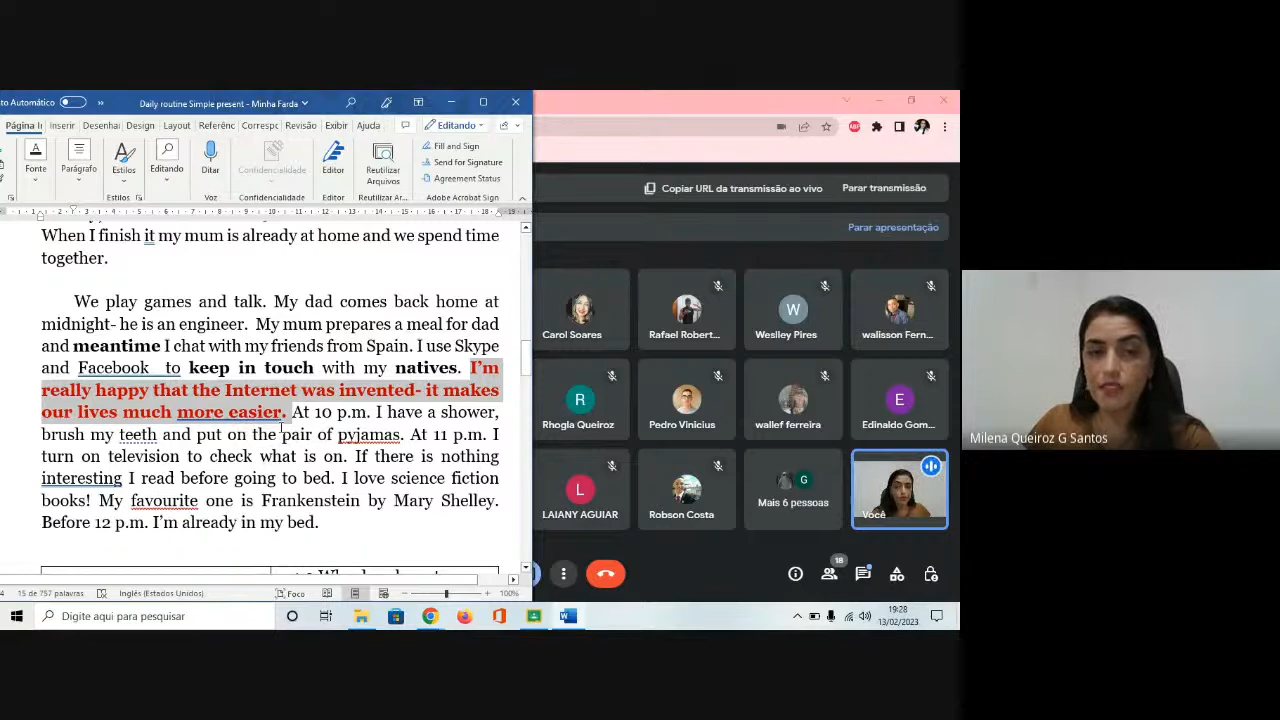 to Automático
Daily routine Simple present - Minha Farda
Página In
Inserir
Desenhar
Design
Layout
Referênc
Corresp
Revisão
Exibir
Ajuda
Editando
Fonte
Parágrafo
Estilos
Editando
Ditar
Confidencialidade
Editor
Reutilizar
Arquivos
Fill and Sign
Send for Signature
Agreement Status
Estilos
Voz
Confidencialidade
Editor
Reutilizar Ar...
Adobe Acrobat Sign
When I finish it my mum is already at home and we spend time
together.
We play games and talk. My dad comes back home at
midnight- he is an engineer. My mum prepares a meal for dad
and meantime I chat with my friends from Spain. I use Skype
and Facebook to keep in touch with my natives. I'm
really happy that the Internet was invented- it makes
our lives much more easier. At 10 p.m. I have a shower,
brush my teeth and put on the pair of pyjamas. At 11 p.m. I
turn on television to check what is on. If there is nothing
interesting I read before going to bed. I love science fiction
books! My favourite one is Frankenstein by Mary Shelley.
Before 12 p.m. I'm already in my bed.
4
15 de 757 palavras
Inglês (Estados Unidos)
Foco
100%
Digite aqui para pesquisar
19:28
13/02/2023
ABP
Copiar URL da transmissão ao vivo
Parar transmissão
Parar apresentação
Carol Soares
Rafael Robert...
W
Weslley Pires
walisson Fern...
R
Rhogla Queiroz
Pedro Vinicius
wallef ferreira
E
Edinaldo Gom...
L
LAIANY AGUIAR
Robson Costa
G
Mais 6 pessoas
Você
18
Milena Queiroz G Santos